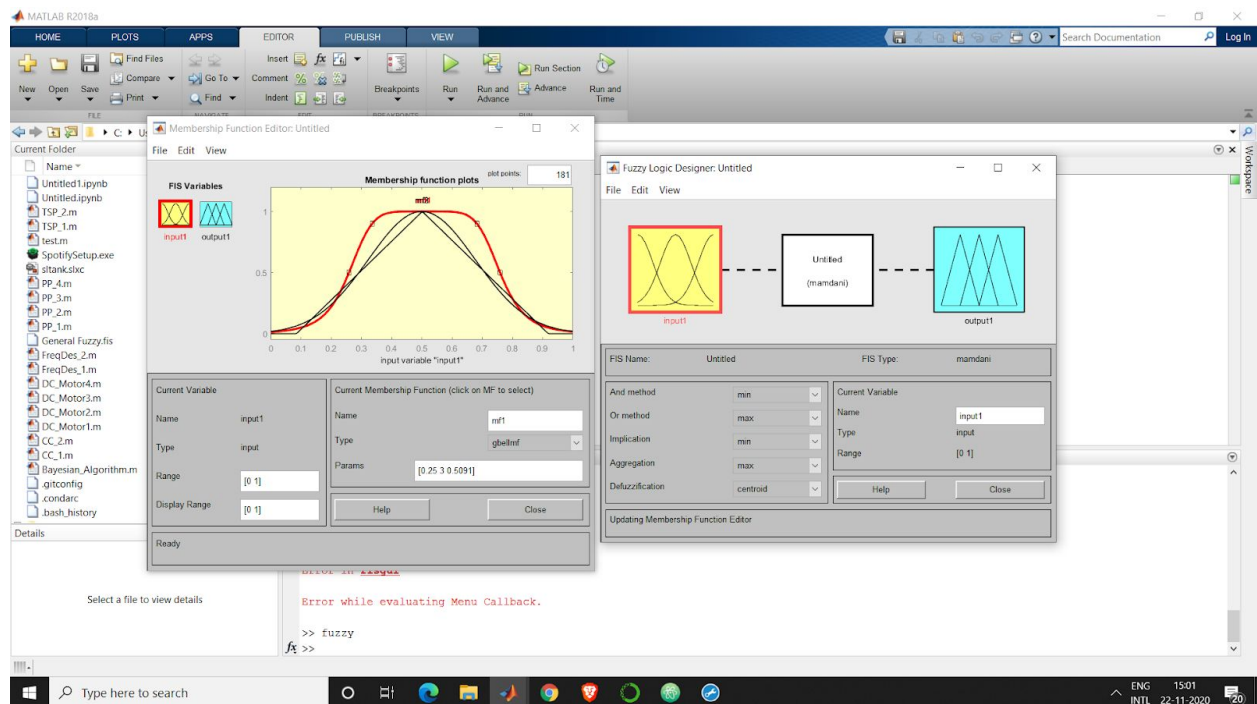 MATLAB R2018a
HOME PLOTS APPS EDITOR PUBLISH VIEW
Search Documentation Log In
New Open Save
Find Files
Compare
Print
Go To
Find
Insert fx
Comment
Indent
Breakpoints
Run
Run and Advance
Run Section
Advance
Run and Time
FILE
C:
Current Folder
Name
Untitled1.ipynb
Untitled.ipynb
TSP_2.m
TSP_1.m
test.m
SpotifySetup.exe
sltank.slxc
PP_4.m
PP_3.m
PP_2.m
PP_1.m
General Fuzzy.fis
FreqDes_2.m
FreqDes_1.m
DC_Motor4.m
DC_Motor3.m
DC_Motor2.m
DC_Motor1.m
CC_2.m
CC_1.m
Bayesian_Algorithm.m
.gitconfig
.condarc
.bash_history
Details
Select a file to view details
Workspace
Membership Function Editor: Untitled
File Edit View
FIS Variables
input1 output1
Membership function plots plot points: 181
1
0.5
0
0 0.1 0.2 0.3 0.4 0.5 0.6 0.7 0.8 0.9 1
input variable "input1"
Current Variable
Name input1
Type input
Range [0 1]
Display Range [0 1]
Current Membership Function (click on MF to select)
Name mf1
Type gbellmf
Params [0.25 3 0.5091]
Help Close
Ready
Fuzzy Logic Designer: Untitled
File Edit View
Untitled
(mamdani)
input1 output1
FIS Name: Untitled FIS Type: mamdani
And method min
Or method max
Implication min
Aggregation max
Defuzzification centroid
Current Variable
Name input1
Type input
Range [0 1]
Help Close
Updating Membership Function Editor
Error in fisgui
Error while evaluating Menu Callback.
>> fuzzy
fx >>
Type here to search
ENG 15:01
INTL 22-11-2020
20